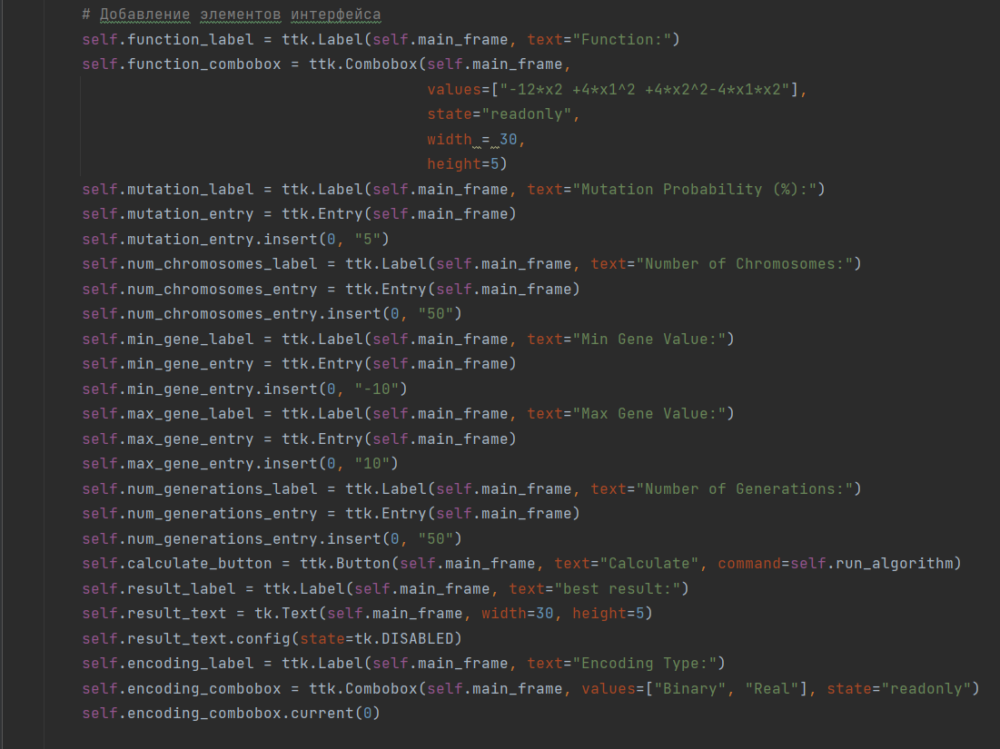 # Добавление элементов интерфейса
self.function_label = ttk.Label(self.main_frame, text="Function:")
self.function_combobox = ttk.Combobox(self.main_frame,
values=["-12*x2 +4*x1^2 +4*x2^2-4*x1*x2"],
state="readonly",
width = 30,
height=5)
self.mutation_label = ttk.Label(self.main_frame, text="Mutation Probability (%):")
self.mutation_entry = ttk.Entry(self.main_frame)
self.mutation_entry.insert(0, "5")
self.num_chromosomes_label = ttk.Label(self.main_frame, text="Number of Chromosomes:")
self.num_chromosomes_entry = ttk.Entry(self.main_frame)
self.num_chromosomes_entry.insert(0, "50")
self.min_gene_label = ttk.Label(self.main_frame, text="Min Gene Value:")
self.min_gene_entry = ttk.Entry(self.main_frame)
self.min_gene_entry.insert(0, "-10")
self.max_gene_label = ttk.Label(self.main_frame, text="Max Gene Value:")
self.max_gene_entry = ttk.Entry(self.main_frame)
self.max_gene_entry.insert(0, "10")
self.num_generations_label = ttk.Label(self.main_frame, text="Number of Generations:")
self.num_generations_entry = ttk.Entry(self.main_frame)
self.num_generations_entry.insert(0, "50")
self.calculate_button = ttk.Button(self.main_frame, text="Calculate", command=self.run_algorithm)
self.result_label = ttk.Label(self.main_frame, text="best result:")
self.result_text = tk.Text(self.main_frame, width=30, height=5)
self.result_text.config(state=tk.DISABLED)
self.encoding_label = ttk.Label(self.main_frame, text="Encoding Type:")
self.encoding_combobox = ttk.Combobox(self.main_frame, values=["Binary", "Real"], state="readonly")
self.encoding_combobox.current(0)